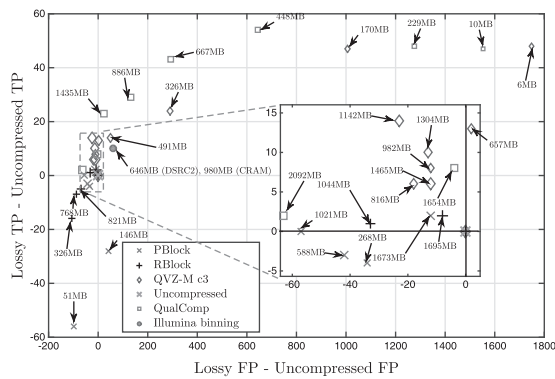 60
448MB
170MB
229MB
10MB
667MB
6MB
40
886MB
326MB
1435MB
20
491MB
646MB (DSRC2), 980MB (CRAM)
0
768MB
821MB
326MB
-20
146MB
-40
51MB
-60
PBlock
RBlock
QVZ-M c3
Uncompressed
QualComp
Illumina binning
15
1142MB
1304MB
657MB
10
982MB
1465MB
2092MB
1044MB
816MB
5
1021MB
1654MB
0
588MB
268MB
1673MB
1695MB
-5
-60
-40
-20
0
-200
0
200
400
600
800
1000
1200
1400
1600
1800
Lossy FP - Uncompressed FP
Lossy TP - Uncompressed TP